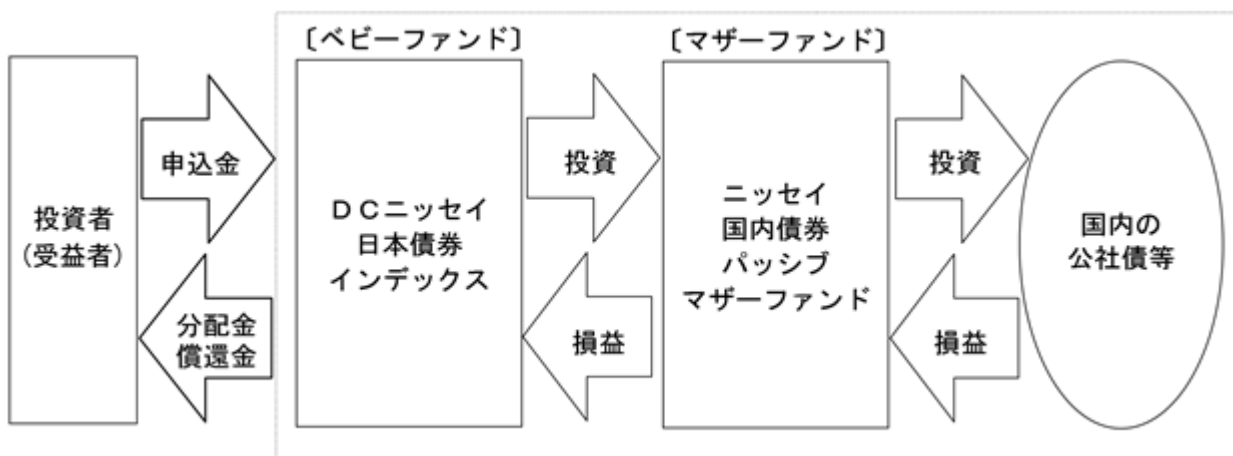 〔ベビーファンド〕
〔マザーファンド〕
投資者
(受益者)
申込金
分配金
償還金
DCニッセイ
日本債券
インデックス
投資
損益
ニッセイ
国内債券
パッシブ
マザーファンド
投資
損益
国内の
公社債等